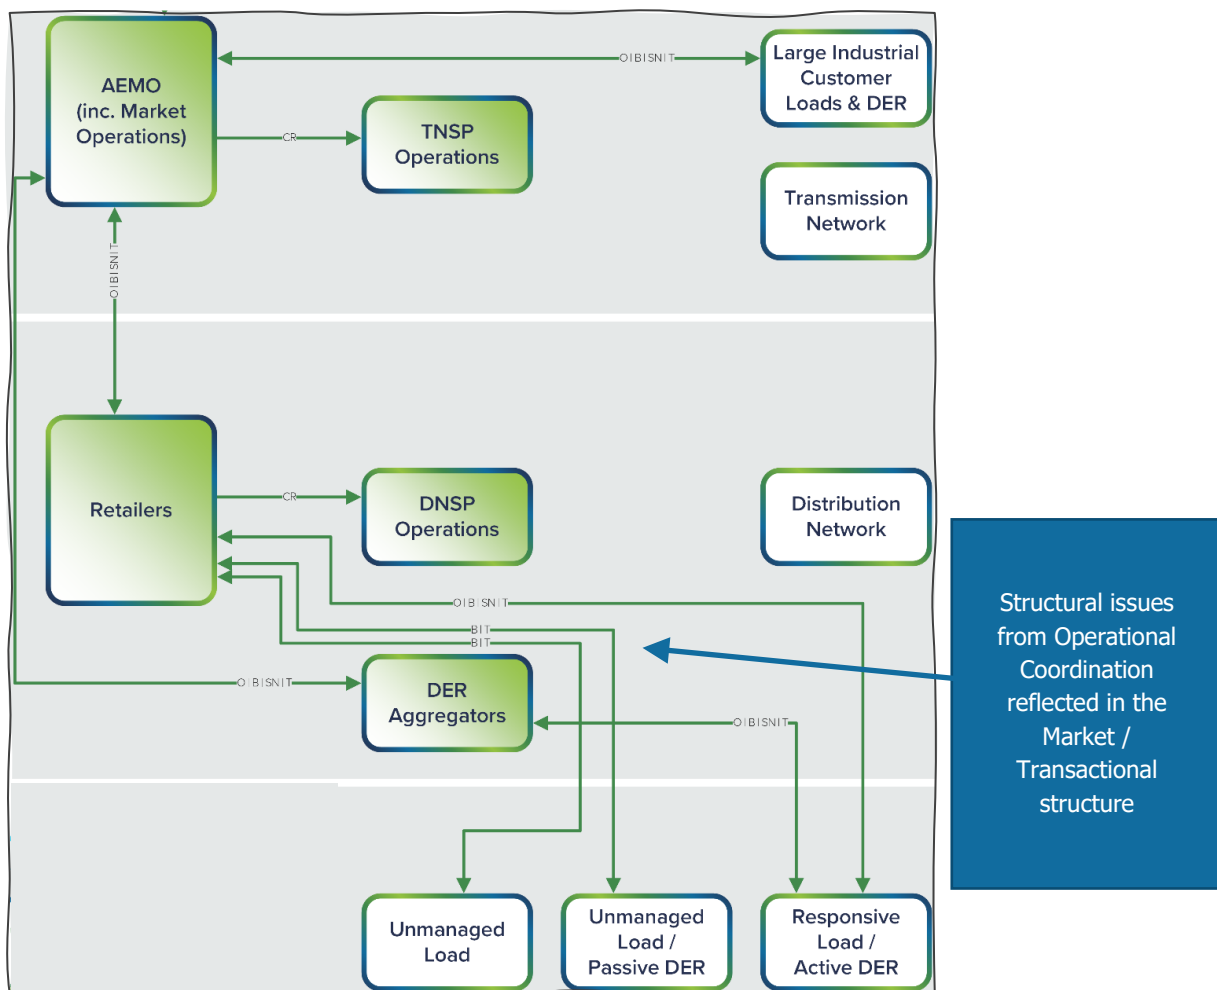 AEMO
(inc. Market
Operations)
OIBISNIT
Large Industrial
Customer
Loads & DER
CR
TNSP
Operations
Transmission
Network
OIBISNIT
Retailers
CR
DNSP
Operations
Distribution
Network
OIBISNIT
BIT
BIT
OIBISNIT
DER
Aggregators
OIBISNIT
Structural issues
from Operational
Coordination
reflected in the
Market /
Transactional
structure
Unmanaged
Load
Unmanaged
Load /
Passive DER
Responsive
Load /
Active DER